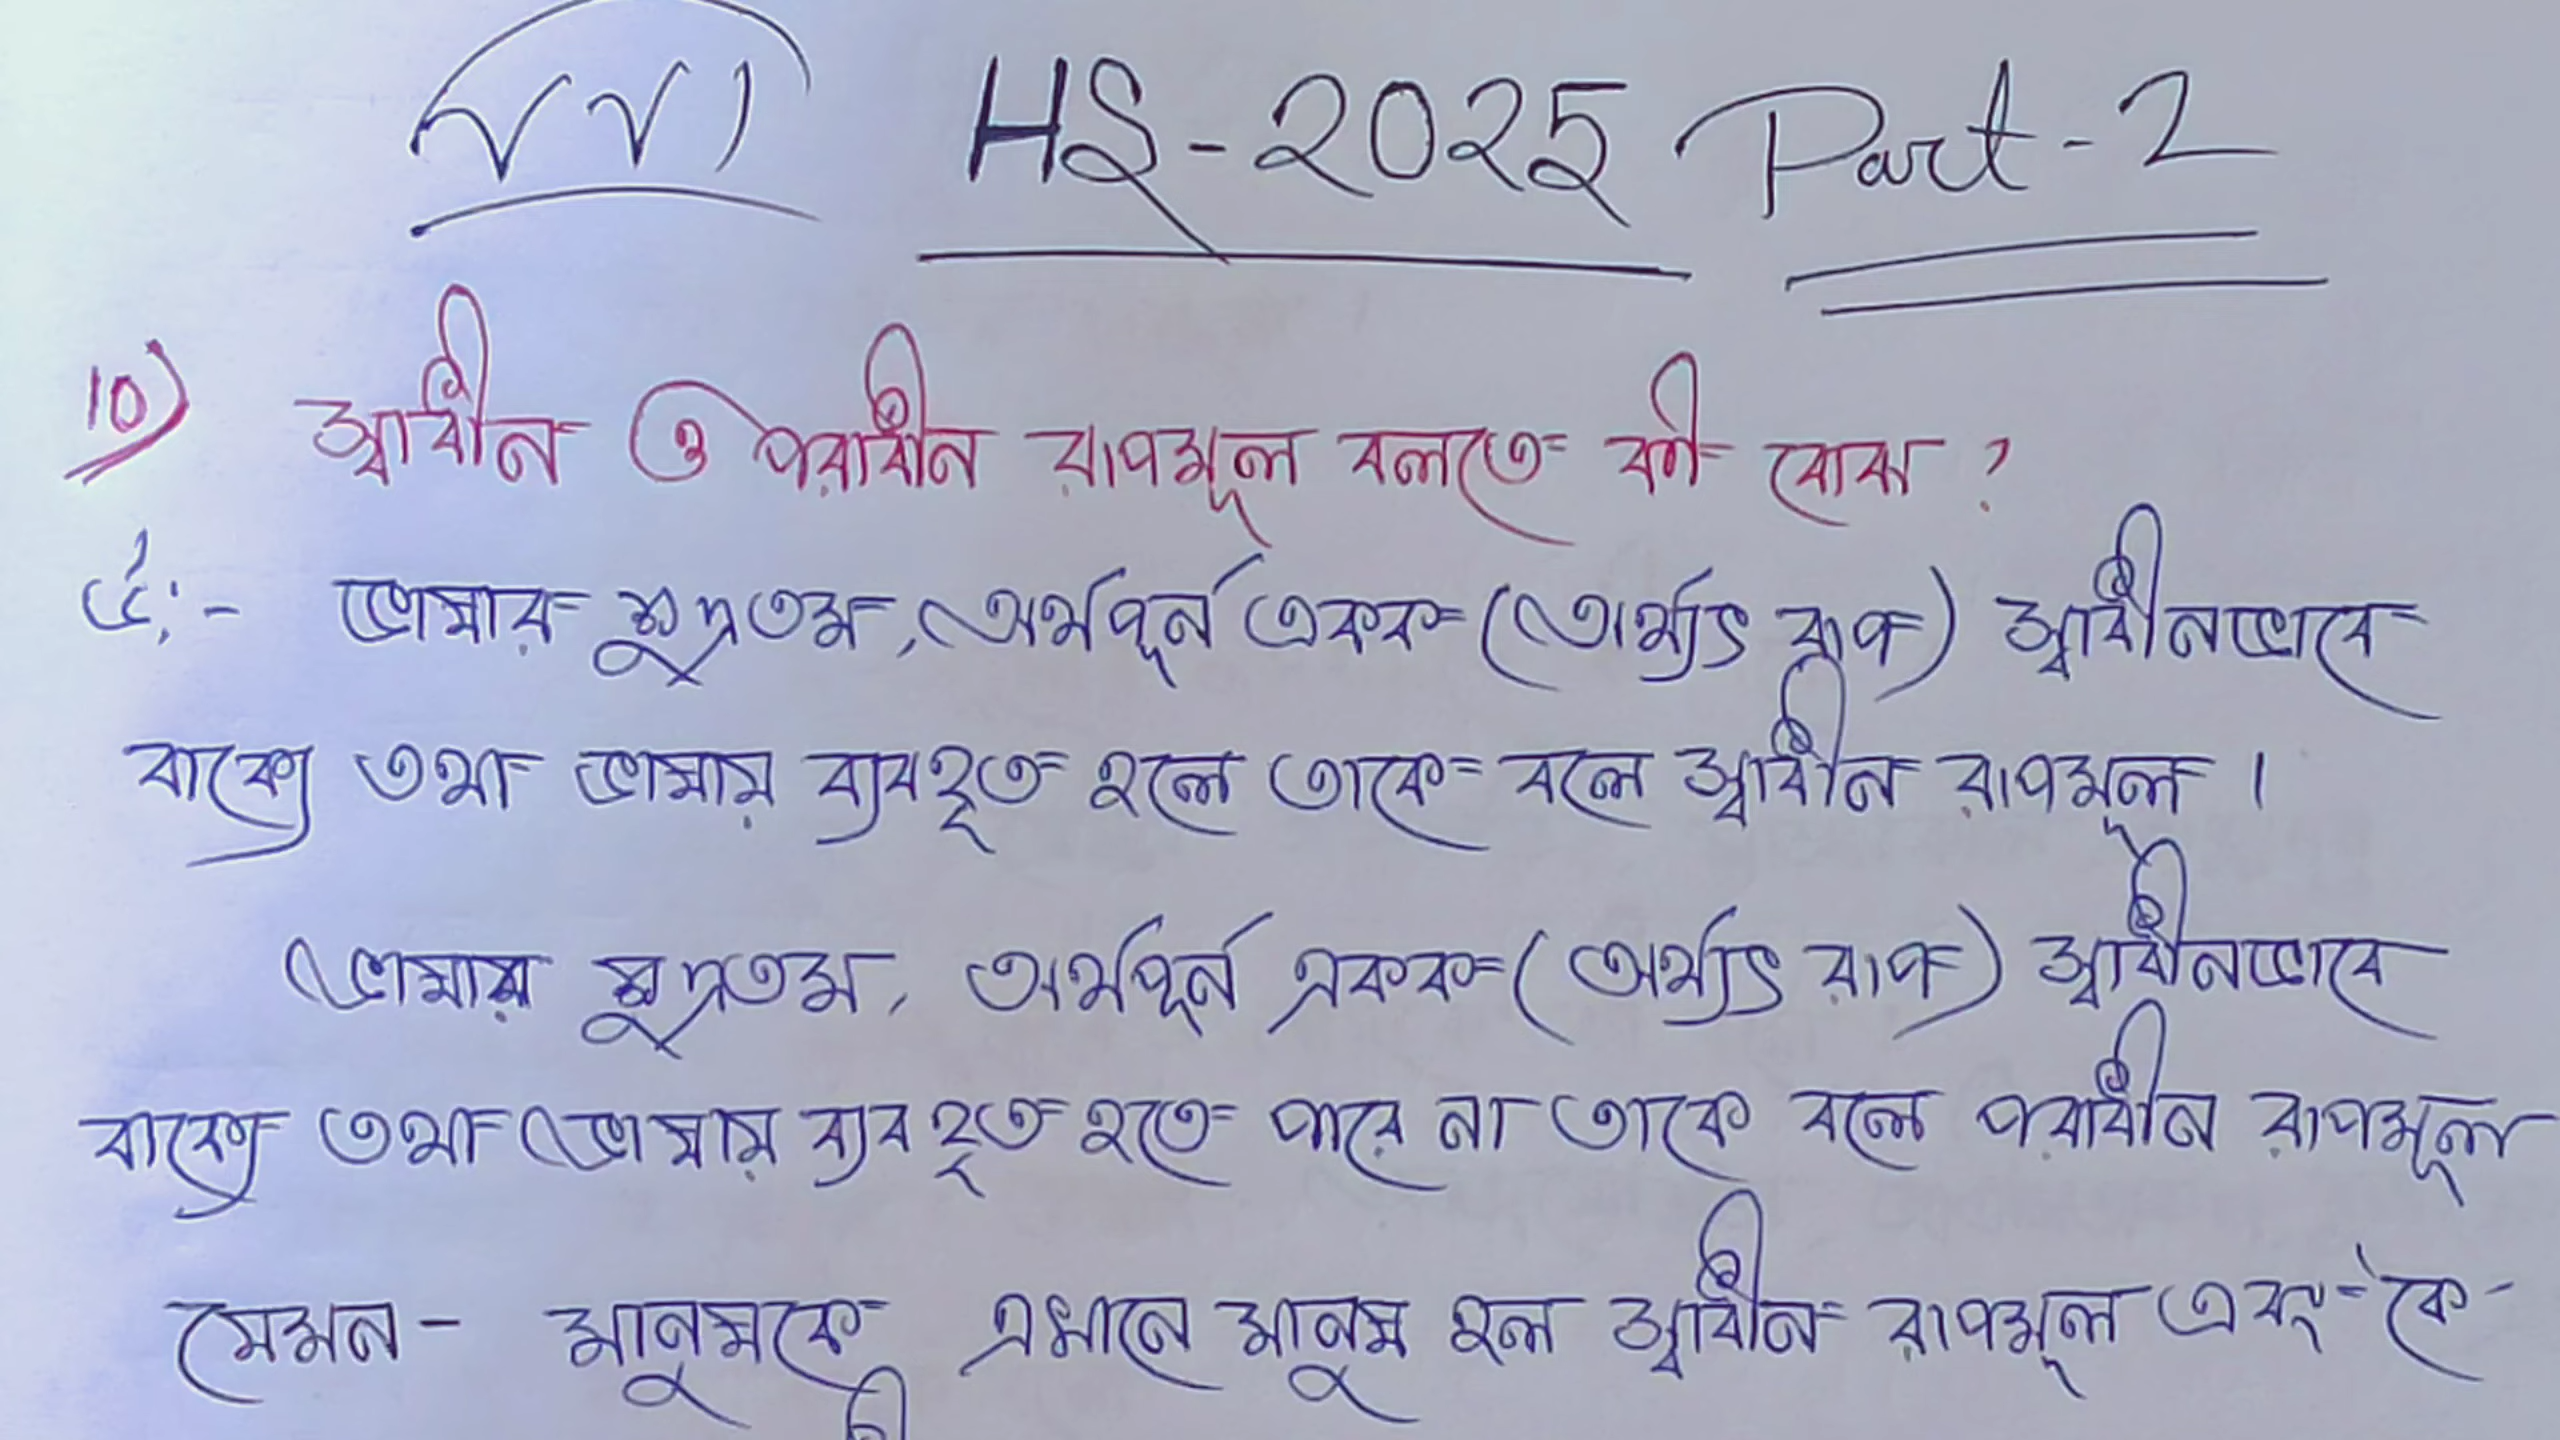 VVI HS-2025 Part-2
10) স্বাধীন ও পরাধীন রূপমূল বলতে কী বোঝ ?
উঃ- ভাষার ক্ষুদ্রতম, অর্থপূর্ন একক (অর্থাৎ রূপ) স্বাধীনভাবে
বাক্যে তথা ভাষায় ব্যবহৃত হলে তাকে বলে স্বাধীন রূপমূল ।
ভাষায় ক্ষুদ্রতম, অর্থপূর্ন একক (অর্থাৎ রূপ) স্বাধীনভাবে
বাক্যে তথা ভাষায় ব্যবহৃত হতে পারে না তাকে বলে পরাধীন রূপমূল
যেমন- মানুষকে এখানে মানুষ হল স্বাধীন রূপমূল এবং 'কে'